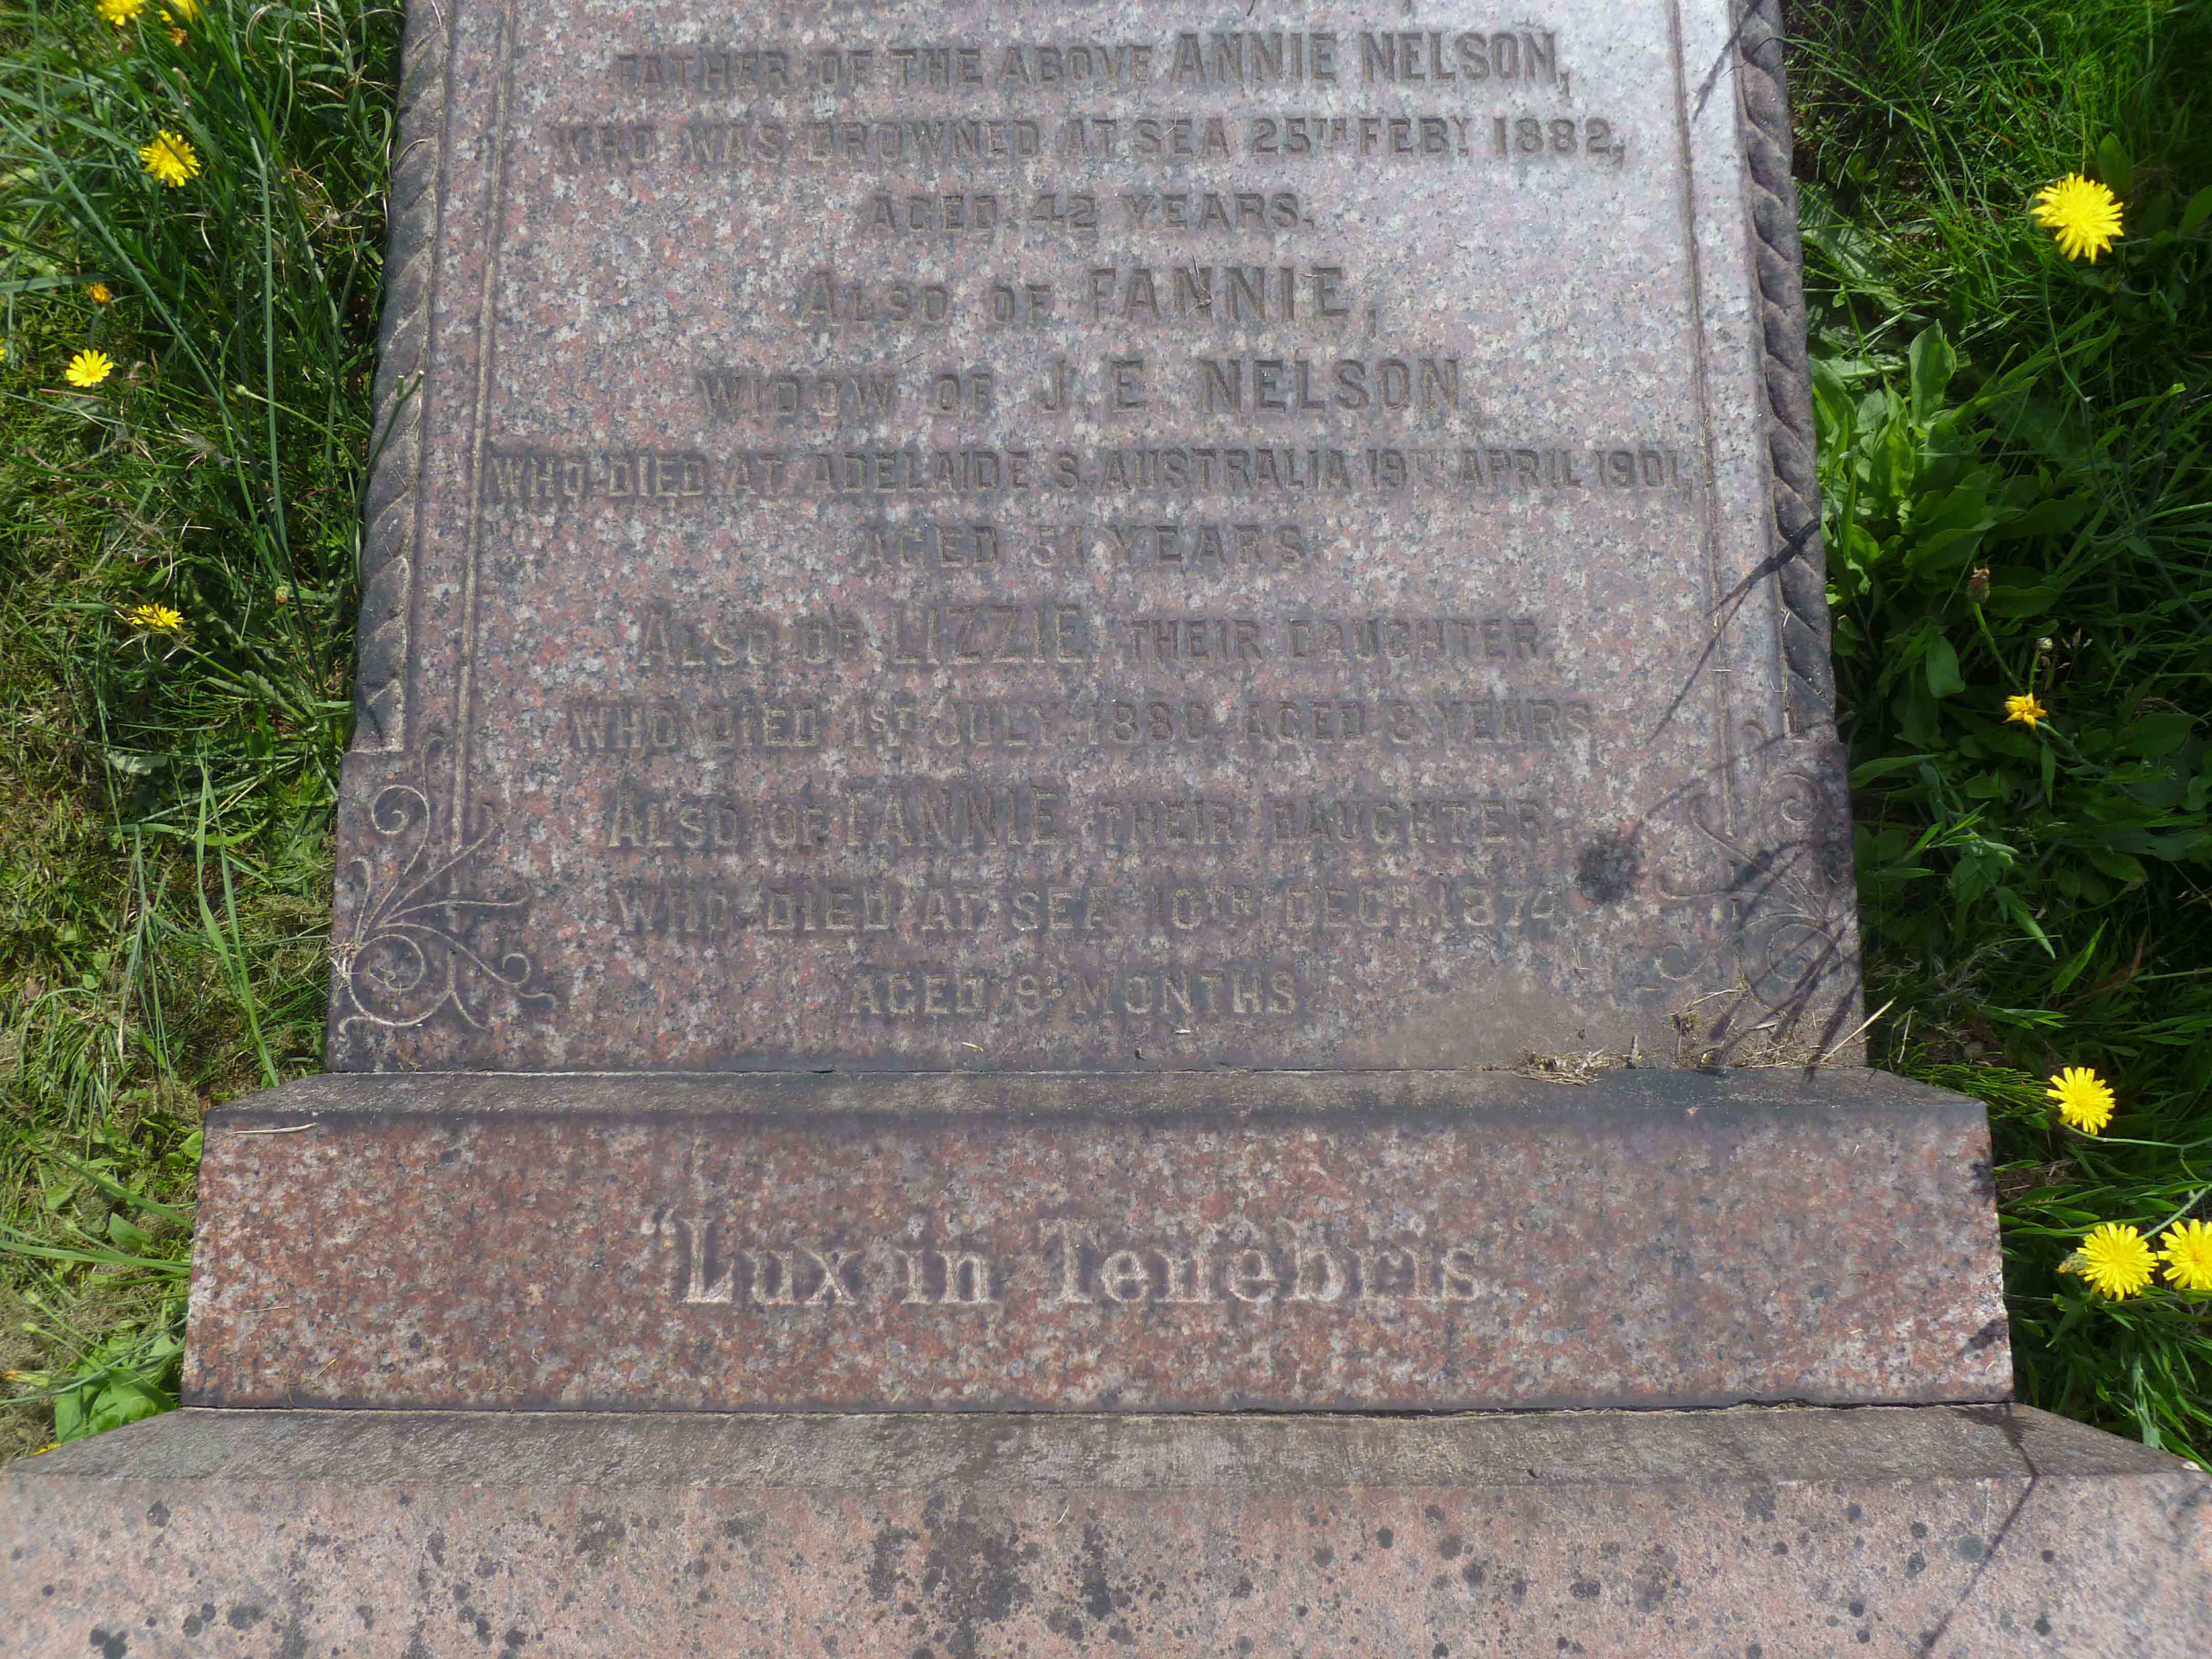 FATHER OF THE ABOVE ANNIE NELSON,
WHO WAS DROWNED AT SEA 25TH FEBY. 1882,
AGED 42 YEARS.
ALSO OF FANNIE,
WIDOW OF J.E. NELSON,
WHO DIED AT ADELAIDE S. AUSTRALIA 19TH APRIL 1901,
AGED 51 YEARS
ALSO OF LIZZIE, THEIR DAUGHTER
WHO DIED 1ST JULY 1880, AGED 3 YEARS,
ALSO OF FANNIE, THEIR DAUGHTER
WHO DIED AT SEA 10TH DECR. 1874
AGED 9 MONTHS.
"Lux in Tenebris